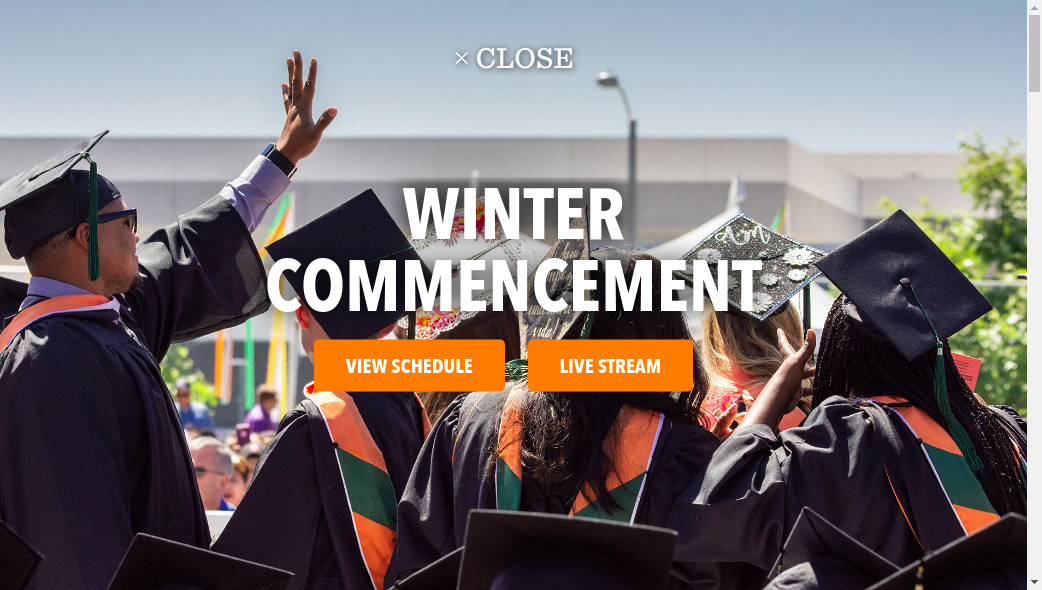 × CLOSE
WINTER
COMMENCEMENT
VIEW SCHEDULE
LIVE STREAM